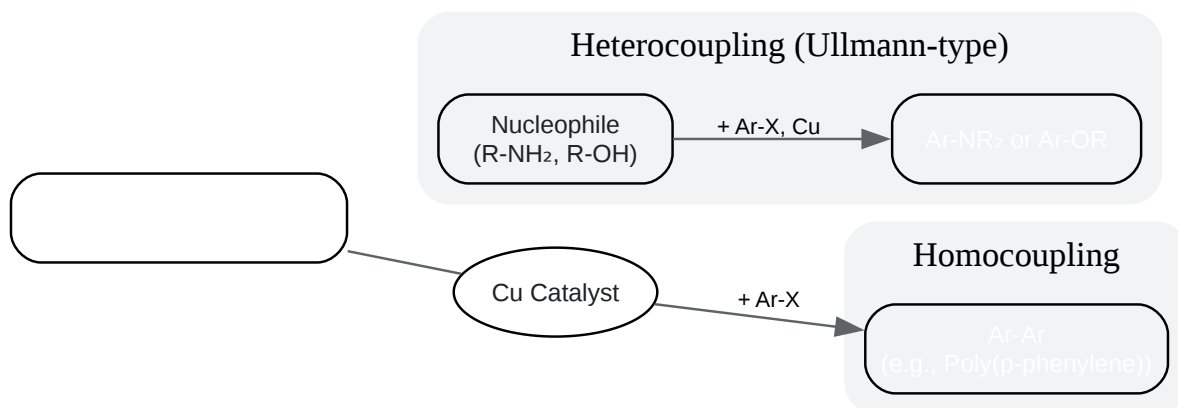 Heterocoupling (Ullmann-type)
Nucleophile
(R-NH₂, R-OH)
+ Ar-X, Cu
Ar-NR₂ or Ar-OR
Cu Catalyst
+ Ar-X
Homocoupling
Ar-Ar
(e.g., Poly(p-phenylene))